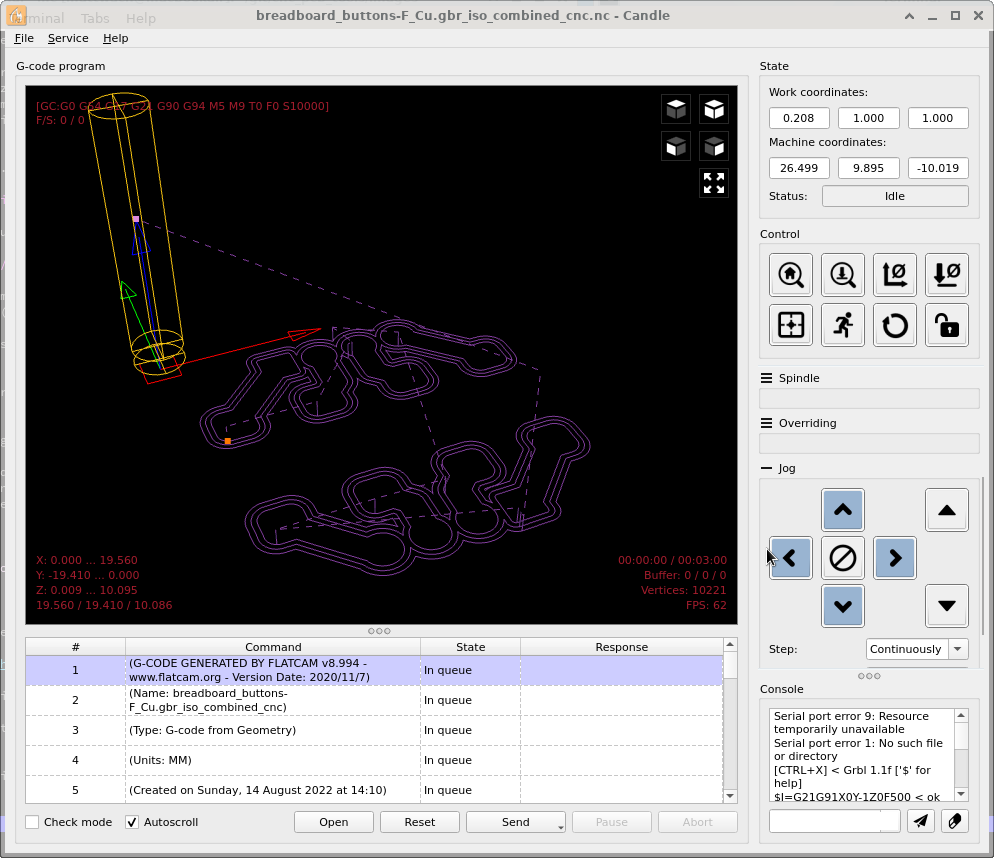 Terminal Tabs Help
breadboard_buttons-F_Cu.gbr_iso_combined_cnc.nc - Candle
File Service Help
G-code program
[GC:G0 G54 G17 G21 G90 G94 M5 M9 T0 F0 S10000]
F/S: 0 / 0
X: 0.000 ... 19.560
Y: -19.410 ... 0.000
Z: 0.009 ... 10.095
19.560 / 19.410 / 10.086
00:00:00 / 00:03:00
Buffer: 0 / 0 / 0
Vertices: 10221
FPS: 62
# Command State Response
1 (G-CODE GENERATED BY FLATCAM v8.994 - In queue
www.flatcam.org - Version Date: 2020/11/7)
2 (Name: breadboard_buttons- In queue
F_Cu.gbr_iso_combined_cnc)
3 (Type: G-code from Geometry) In queue
4 (Units: MM) In queue
5 (Created on Sunday, 14 August 2022 at 14:10) In queue
Check mode Autoscroll Open Reset Send Pause Abort
State
Work coordinates:
0.208 1.000 1.000
Machine coordinates:
26.499 9.895 -10.019
Status: Idle
Control
Spindle
Overriding
Jog
Step: Continuously
Console
Serial port error 9: Resource
temporarily unavailable
Serial port error 1: No such file
or directory
[CTRL+X] < Grbl 1.1f ['$' for
help]
$J=G21G91X0Y-1Z0F500 < ok